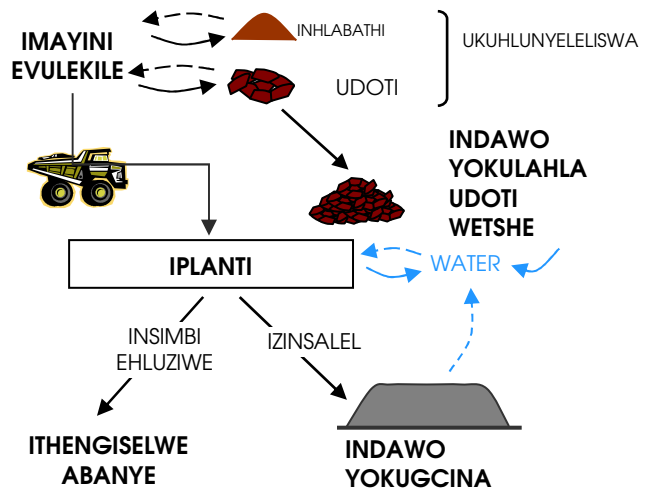 IMAYINI
EVULEKILE
INHLABATHI
UDOTI
UKUHLUNYELELISWA
INDAWO
YOKULAHLA
UDOTI
WETSHE
IPLANTI
WATER
INSIMBI
EHLUZIWE
IZINSALEL
ITHENGISELWE
ABANYE
INDAWO
YOKUGCINA